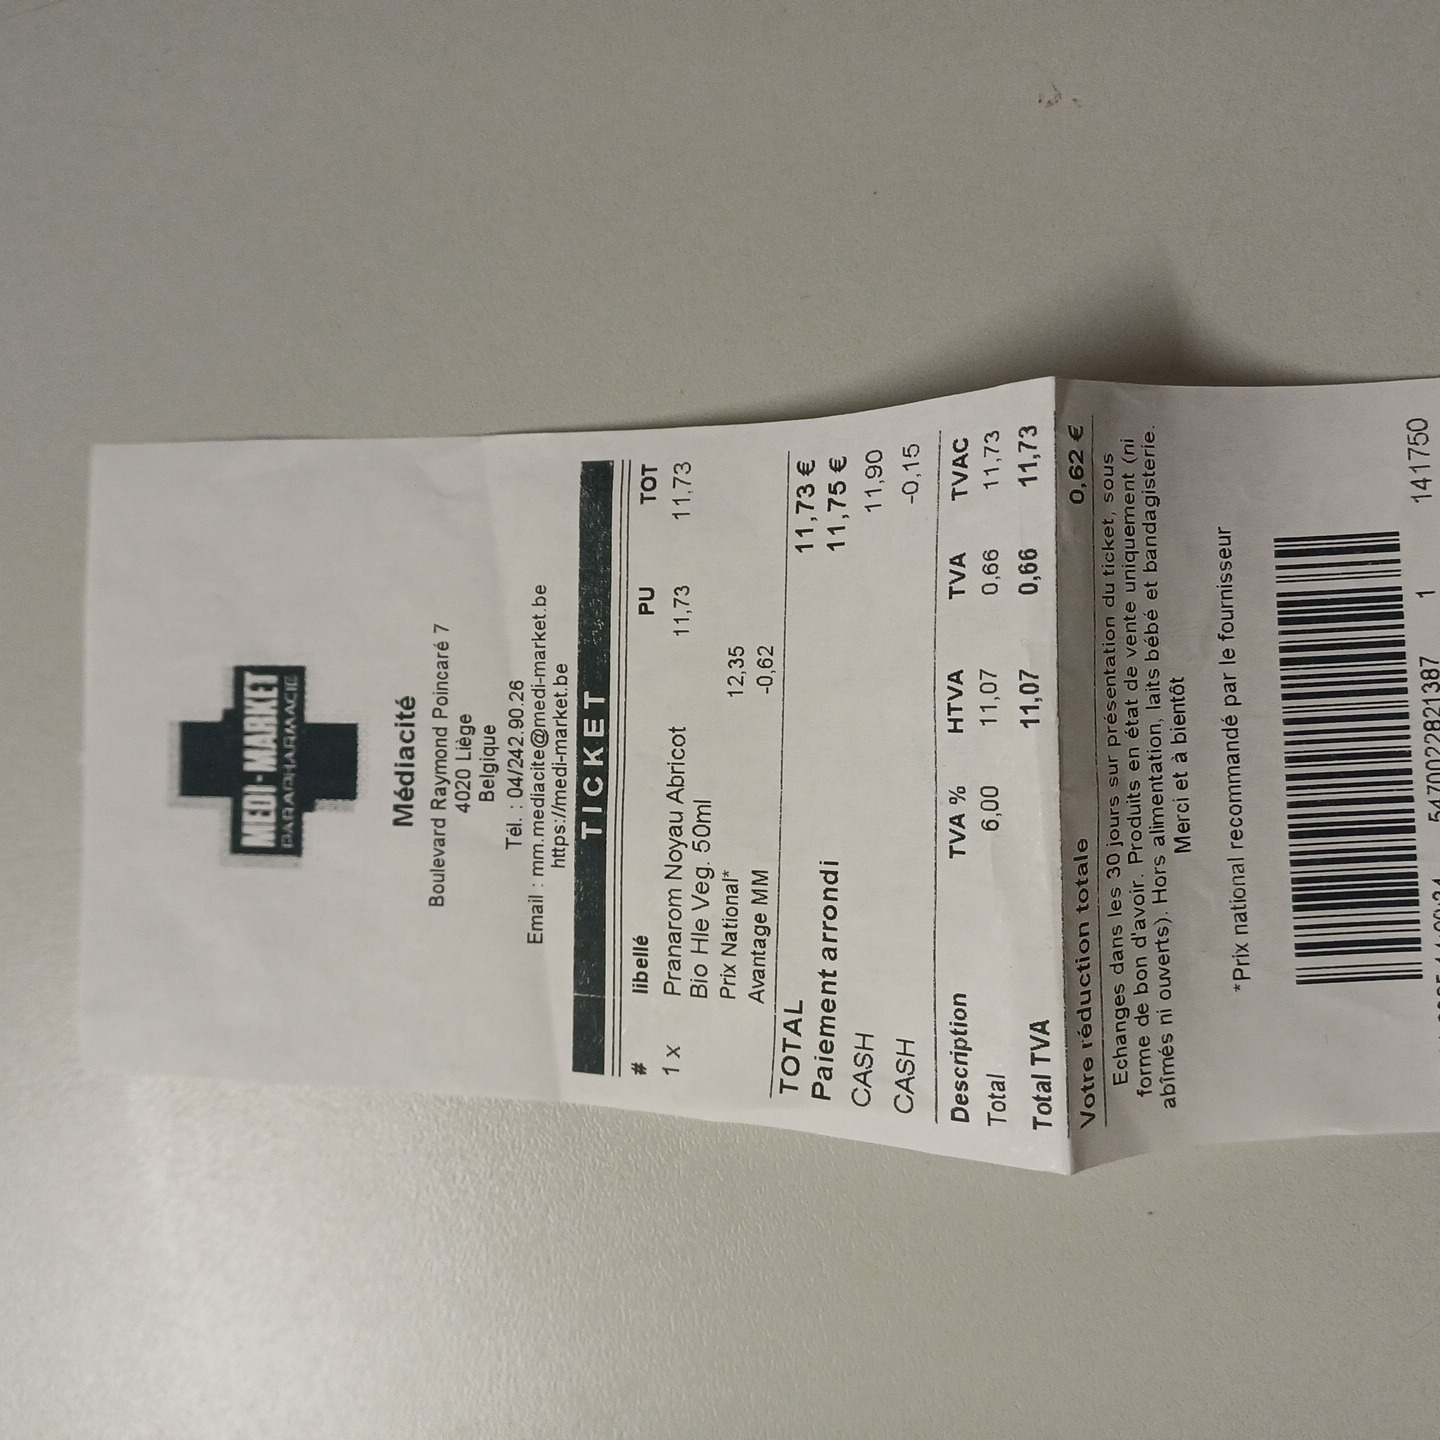 MEDI-MARKET
PARAPHARMACIE
Médiacité
Boulevard Raymond Poincaré 7
4020 Liège
Belgique
Tél. : 04/242.90.26
Email : mm.mediacite@medi-market.be
https://medi-market.be
TICKET
# libellé PU TOT
1 x Pranarom Noyau Abricot 11,73 11,73
Bio Hle Veg. 50ml
Prix National* 12,35
Avantage MM -0,62
TOTAL 11,73 €
Paiement arrondi 11,75 €
CASH 11,90
CASH -0,15
Description TVA % HTVA TVA TVAC
Total 6,00 11,07 0,66 11,73
Total TVA 11,07 0,66 11,73
Votre réduction totale 0,62 €
Echanges dans les 30 jours sur présentation du ticket, sous
forme de bon d'avoir. Produits en état de vente uniquement (ni
abîmés ni ouverts). Hors alimentation, laits bébé et bandagisterie.
Merci et à bientôt
*Prix national recommandé par le fournisseur
5470022821387 1 141750